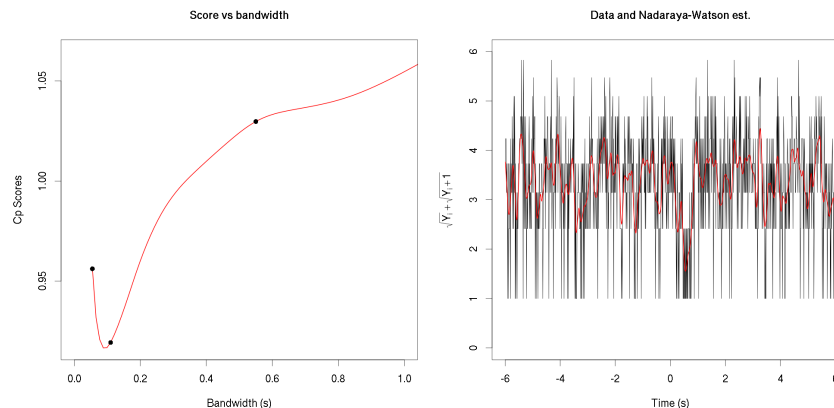 Score vs bandwidth
Cp Scores
1.05
1.00
0.95
0.0 0.2 0.4 0.6 0.8 1.0
Bandwidth (s)
Data and Nadaraya-Watson est.
√Yᵢ+√Yᵢ+1
6
5
4
3
2
1
0
-6 -4 -2 0 2 4 6
Time (s)